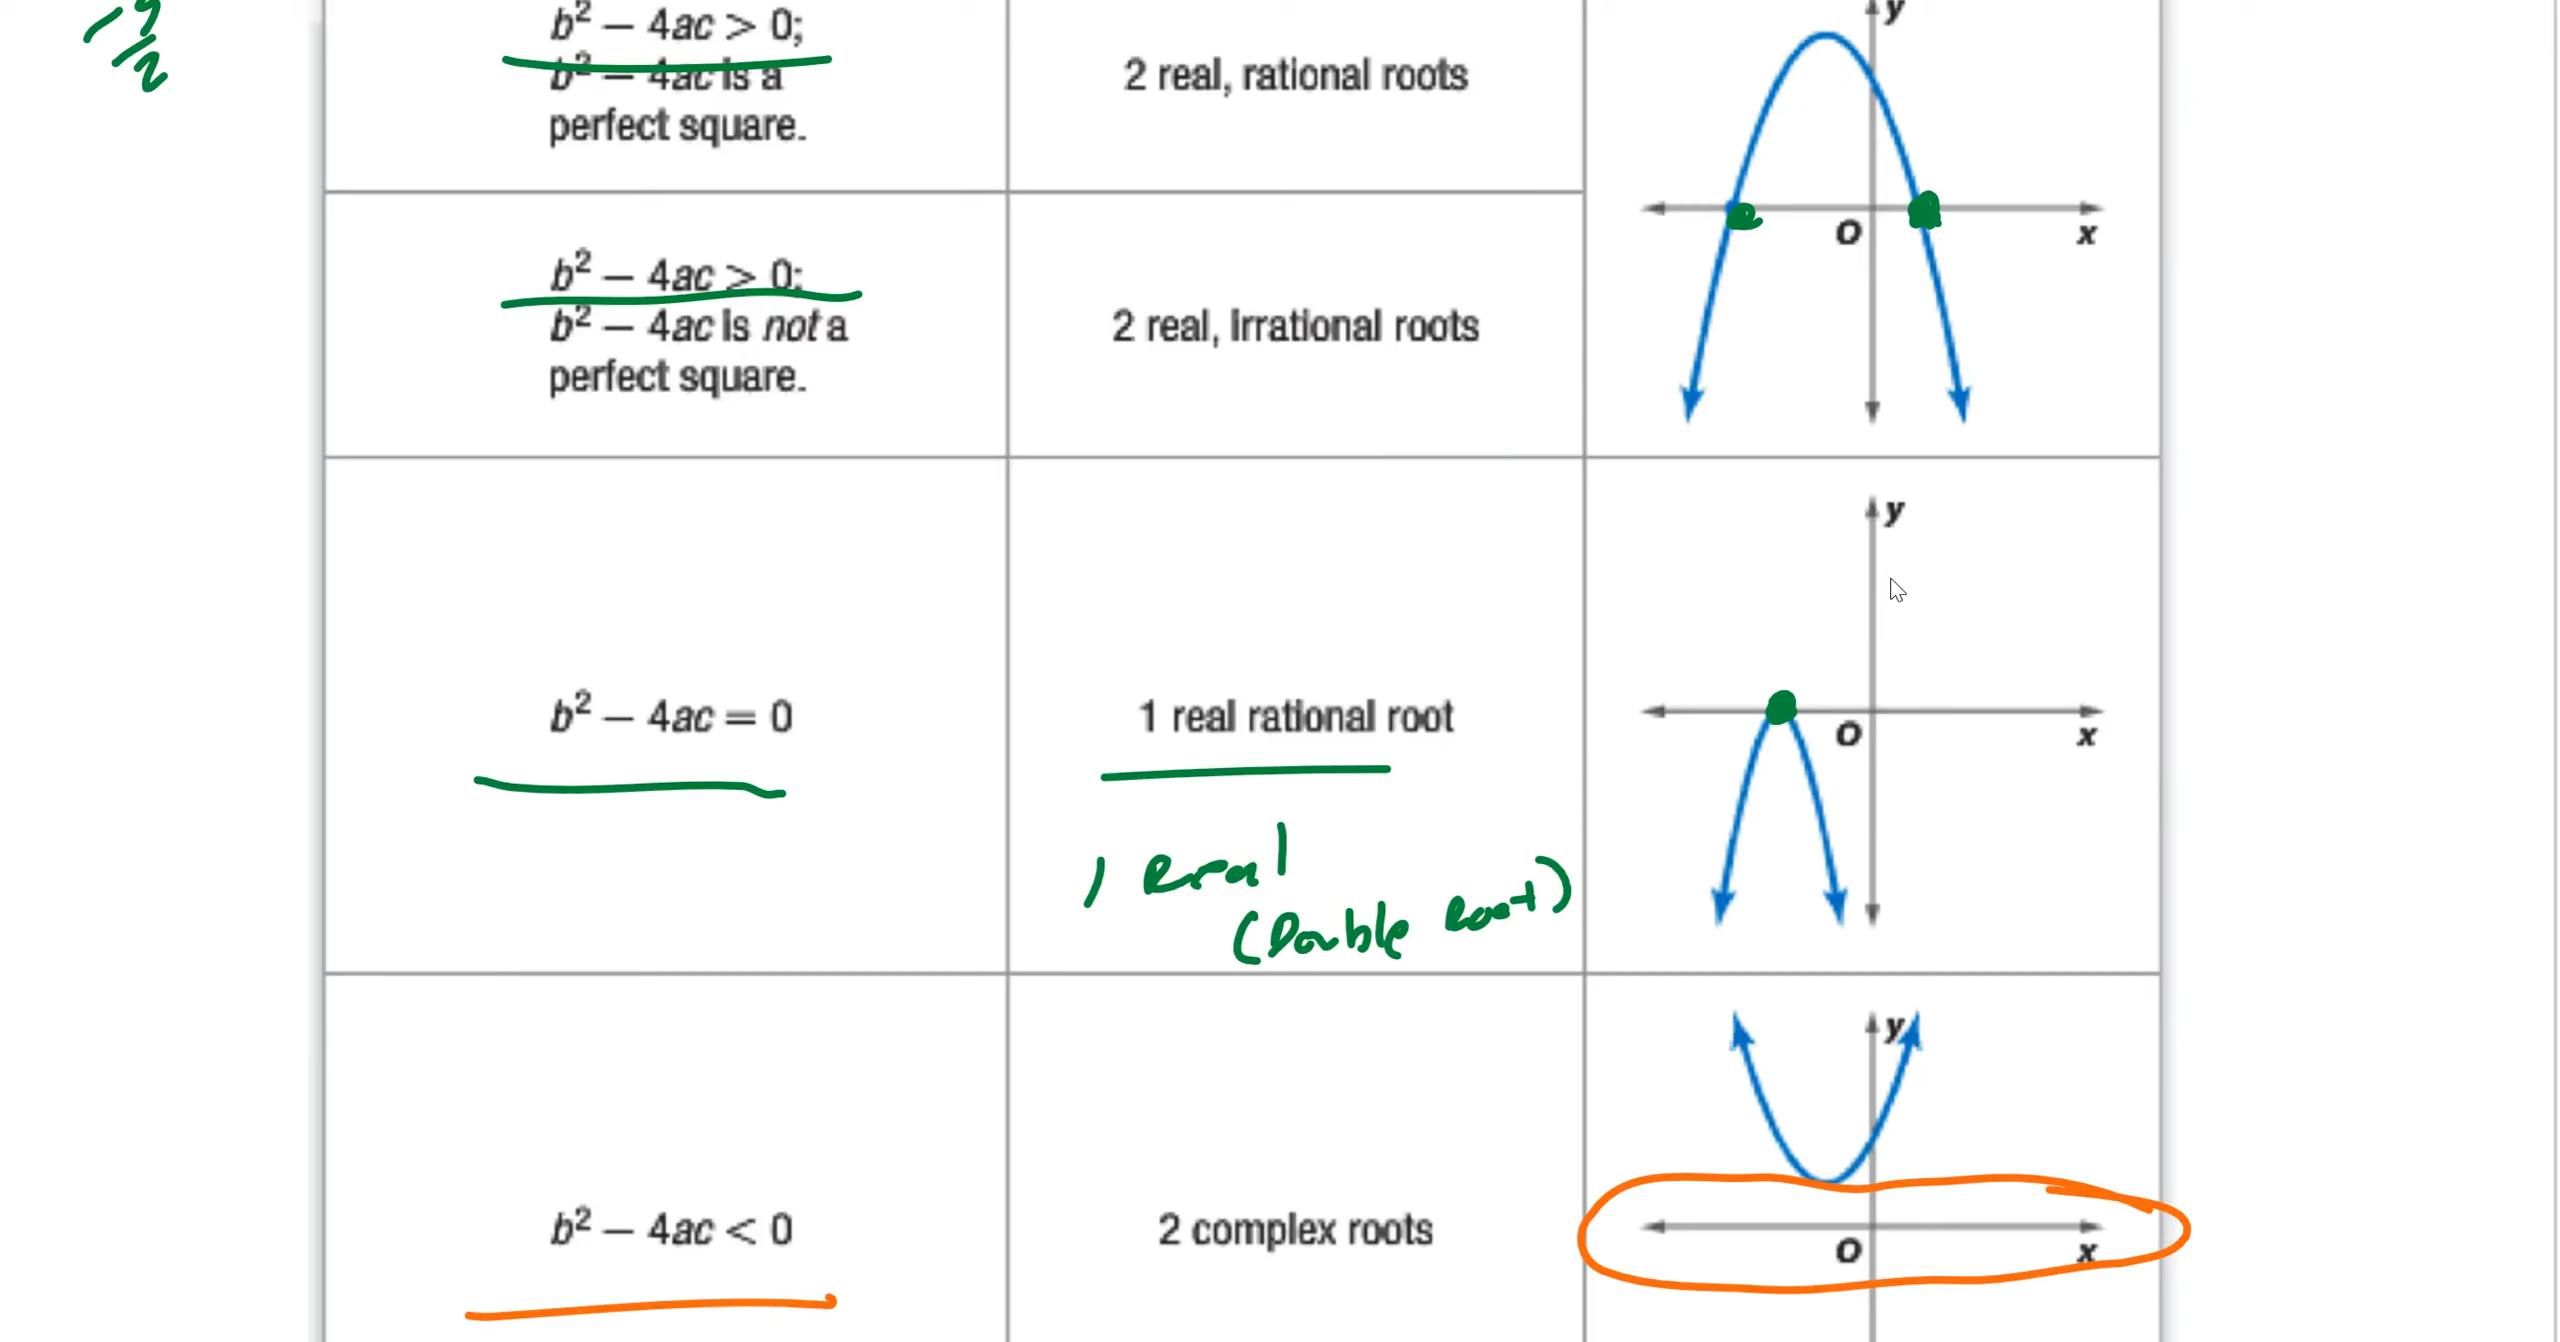 b² – 4ac > 0;
b² – 4ac is a
perfect square.
2 real, rational roots
y
O
x
b² – 4ac > 0;
b² – 4ac is not a
perfect square.
2 real, irrational roots
y
b² – 4ac = 0
1 real rational root
O
x
1 Real
(Double Root)
y
b² – 4ac < 0
2 complex roots
O
x